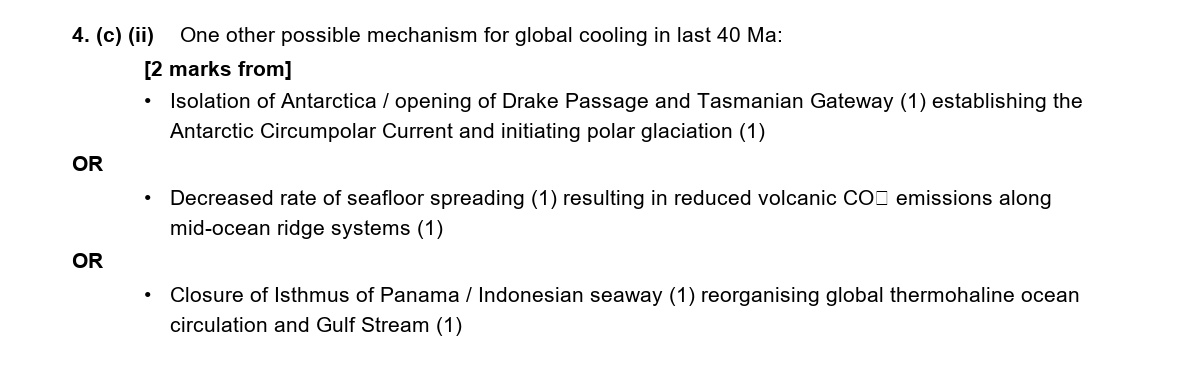 4. (c) (ii) One other possible mechanism for global cooling in last 40 Ma:
[2 marks from]
• Isolation of Antarctica / opening of Drake Passage and Tasmanian Gateway (1) establishing the
Antarctic Circumpolar Current and initiating polar glaciation (1)
OR
• Decreased rate of seafloor spreading (1) resulting in reduced volcanic CO□ emissions along
mid-ocean ridge systems (1)
OR
• Closure of Isthmus of Panama / Indonesian seaway (1) reorganising global thermohaline ocean
circulation and Gulf Stream (1)